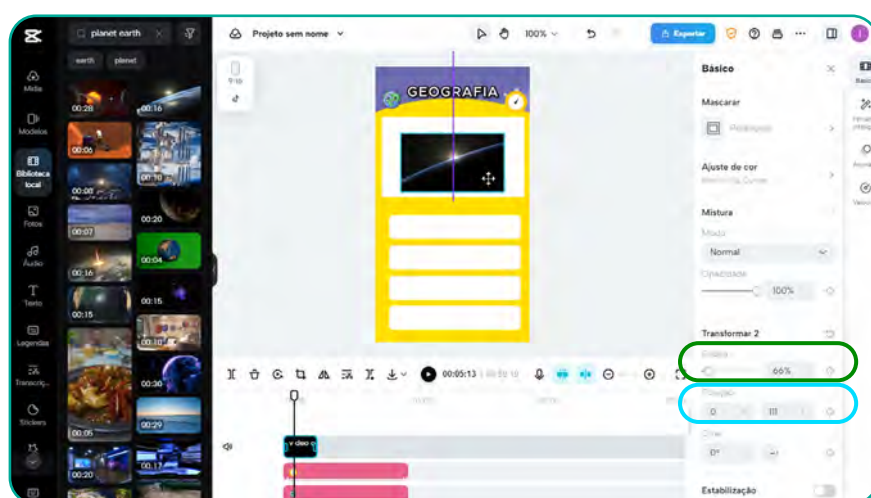 planet earth
earth planet
Mídia
Modelos
Biblioteca
local
Fotos
Áudio
Texto
Legendas
Transcriç...
Stickers
00:28
00:16
00:06
00:10
00:08
00:07
00:20
00:04
00:16
00:15
00:15
00:10
00:30
00:05
00:29
00:20
00:17
Projeto sem nome
100%
Exportar
9:16
GEOGRAFIA
00:05:13
Básico
Mascarar
Ajuste de cor
Mistura
Modo
Normal
Opacidade
100%
Transformar 2
Escala
66%
Posição
0 X 111 Y
Girar
0°
Estabilização